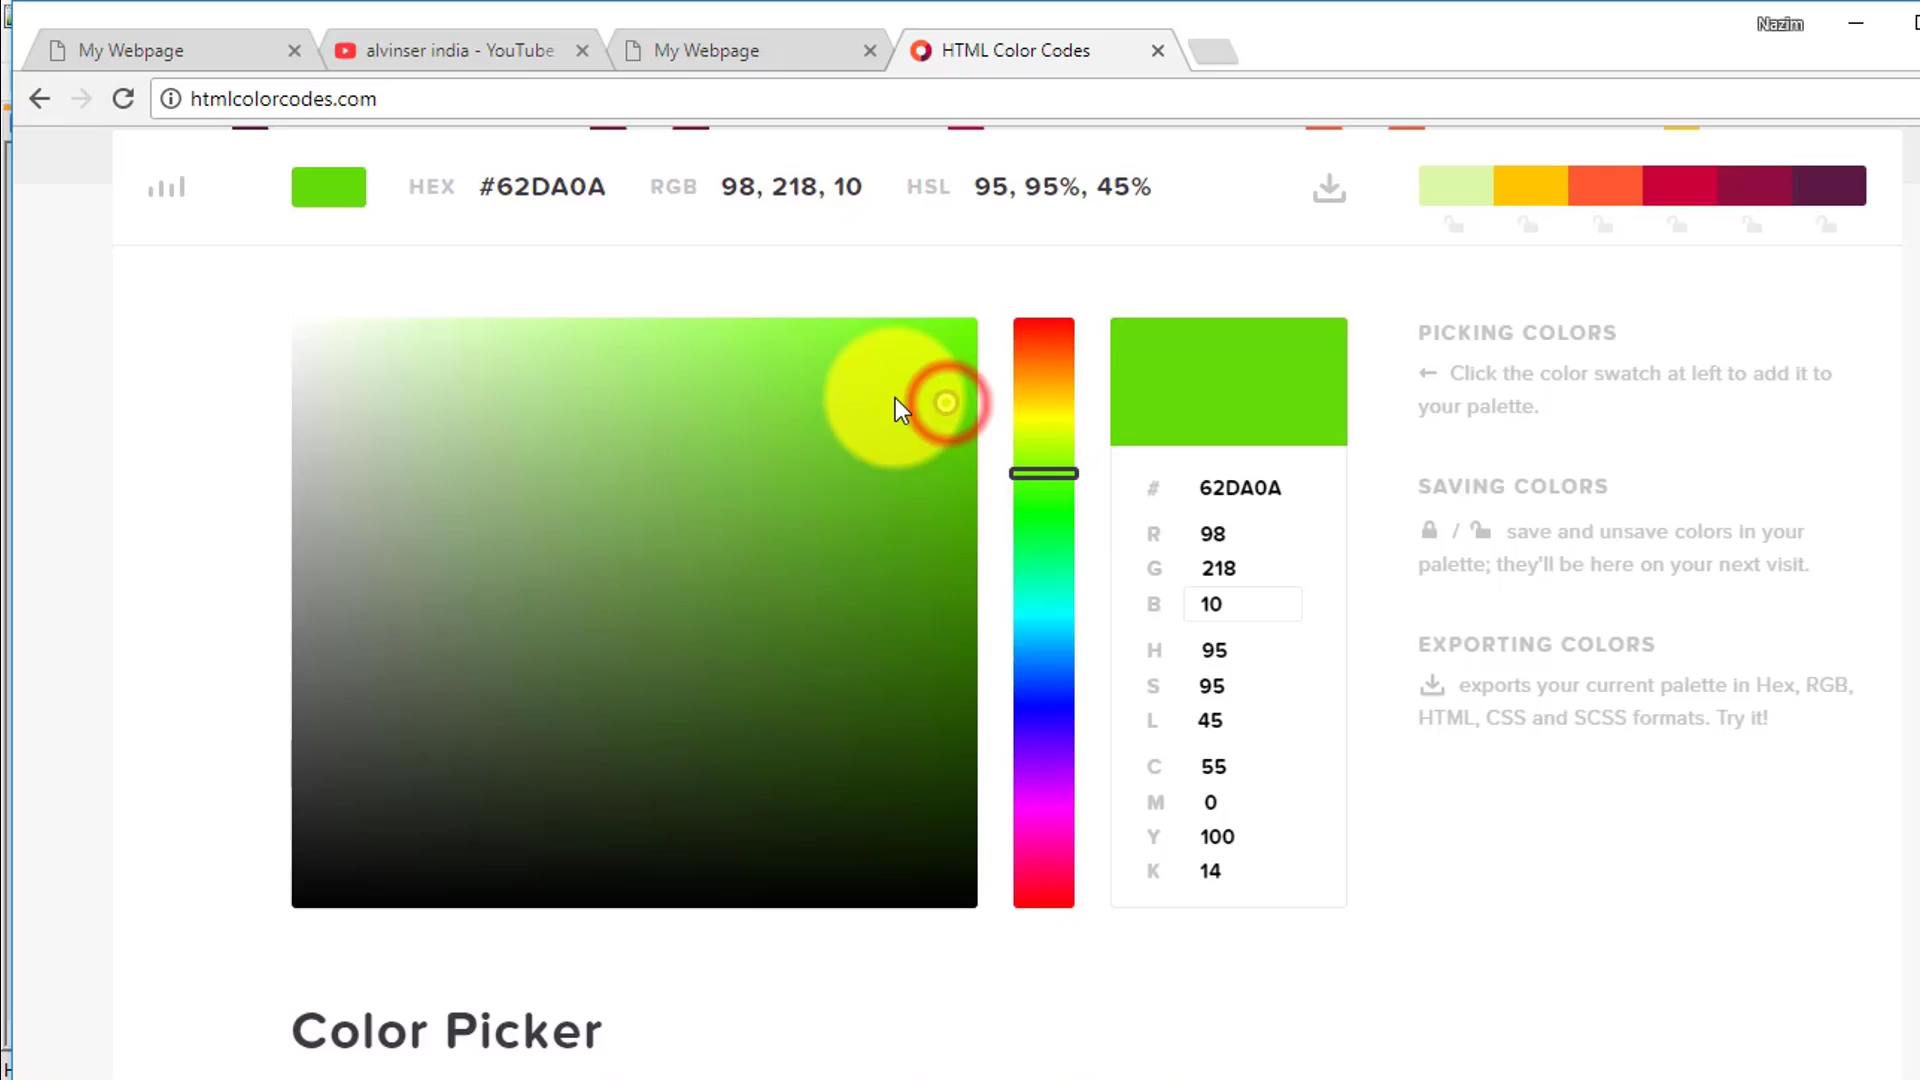 Nazim
My Webpage
alvinser india - YouTube
My Webpage
HTML Color Codes
htmlcolorcodes.com
HEX #62DA0A RGB 98, 218, 10 HSL 95, 95%, 45%
PICKING COLORS
← Click the color swatch at left to add it to
your palette.
SAVING COLORS
/ save and unsave colors in your
palette; they'll be here on your next visit.
EXPORTING COLORS
exports your current palette in Hex, RGB,
HTML, CSS and SCSS formats. Try it!
# 62DA0A
R 98
G 218
B 10
H 95
S 95
L 45
C 55
M 0
Y 100
K 14
Color Picker